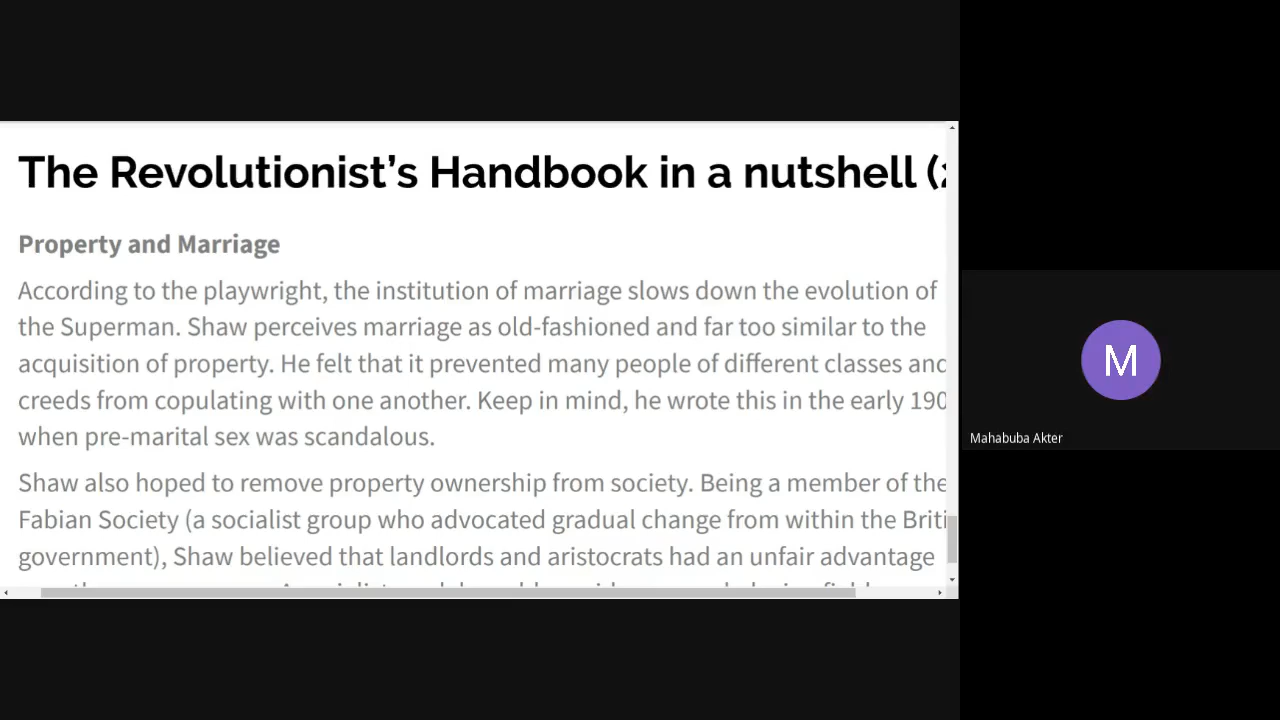 The Revolutionist's Handbook in a nutshell (
Property and Marriage
According to the playwright, the institution of marriage slows down the evolution of
the Superman. Shaw perceives marriage as old-fashioned and far too similar to the
acquisition of property. He felt that it prevented many people of different classes and
creeds from copulating with one another. Keep in mind, he wrote this in the early 190
when pre-marital sex was scandalous.
Shaw also hoped to remove property ownership from society. Being a member of the
Fabian Society (a socialist group who advocated gradual change from within the Briti
government), Shaw believed that landlords and aristocrats had an unfair advantage
M
Mahabuba Akter